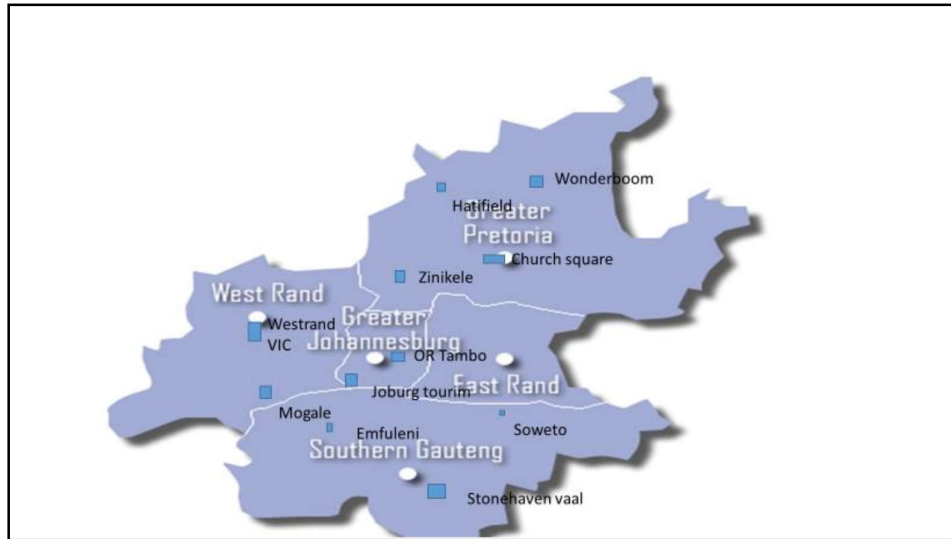 Wonderboom
Hatifield
Greater
Pretoria
Church square
Zinikele
West Rand
Westrand
VIC
Greater
Johannesburg
OR Tambo
East Rand
Joburg tourim
Mogale
Emfuleni
Soweto
Southern Gauteng
Stonehaven vaal